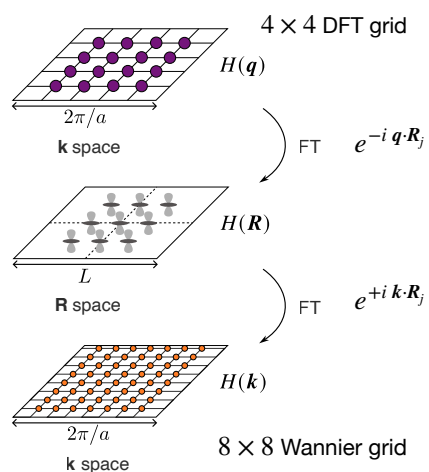 4 × 4 DFT grid
H(q)
2π/a
k space
FT
e^{-i q·R_j}
H(R)
L
R space
FT
e^{+i k·R_j}
H(k)
2π/a
8 × 8 Wannier grid
k space